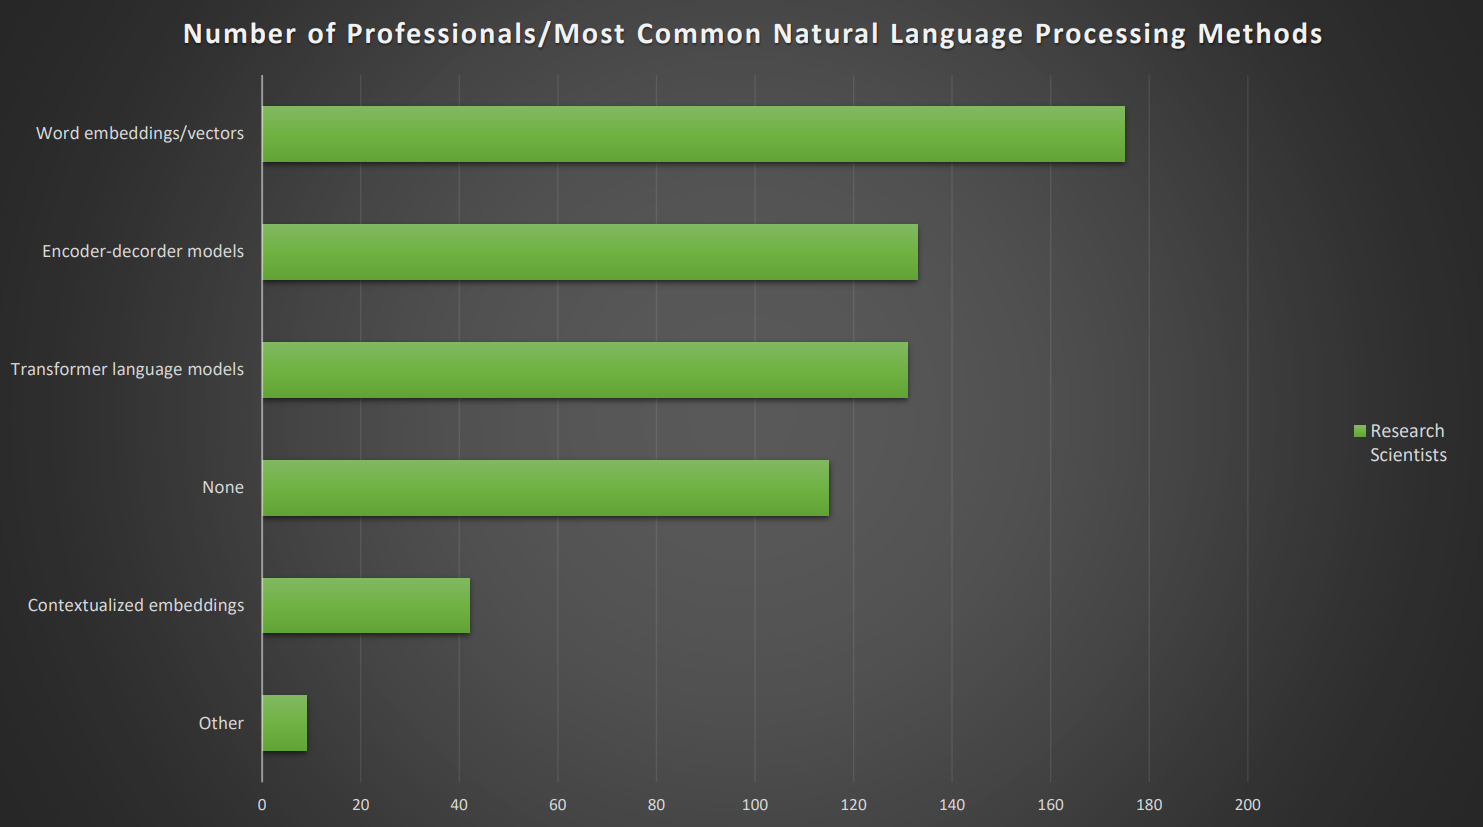 Number of Professionals/Most Common Natural Language Processing Methods
Word embeddings/vectors
Encoder-decorder models
Transformer language models
None
Contextualized embeddings
Other
0 20 40 60 80 100 120 140 160 180 200
Research
Scientists